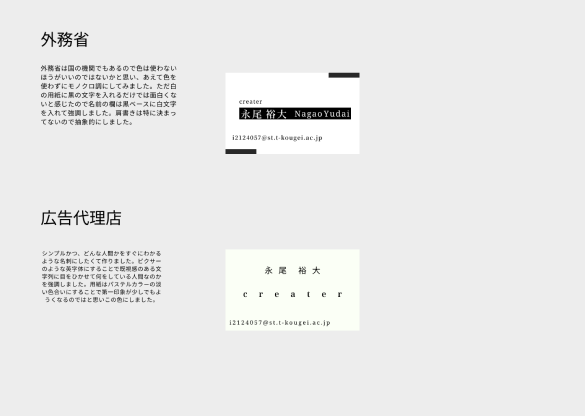 外務省
外務省は国の機関でもあるので色は使わない
ほうがいいのではないかと思い、あえて色を
使わずにモノクロ調にしてみました。ただ白
の用紙に黒の文字を入れるだけでは面白くな
いと感じたので名前の欄は黒ベースに白文字
を入れて強調しました。肩書きは特に決まっ
てないので抽象的にしました。
creater
永尾 裕大 NagaoYudai
i2124057@st.t-kougei.ac.jp
広告代理店
シンプルかつ、どんな人間かをすぐにわかる
ような名刺にしたくて作りました。ピクサー
のような英字体にすることで既視感のある文
字列に目をひかせて何をしている人間なのか
を強調しました。用紙はパステルカラーの淡
い色合いにすることで第一印象が少しでもよ
うくなるのではと思いこの色にしました。
永尾 裕大
creater
i2124057@st.t-kougei.ac.jp